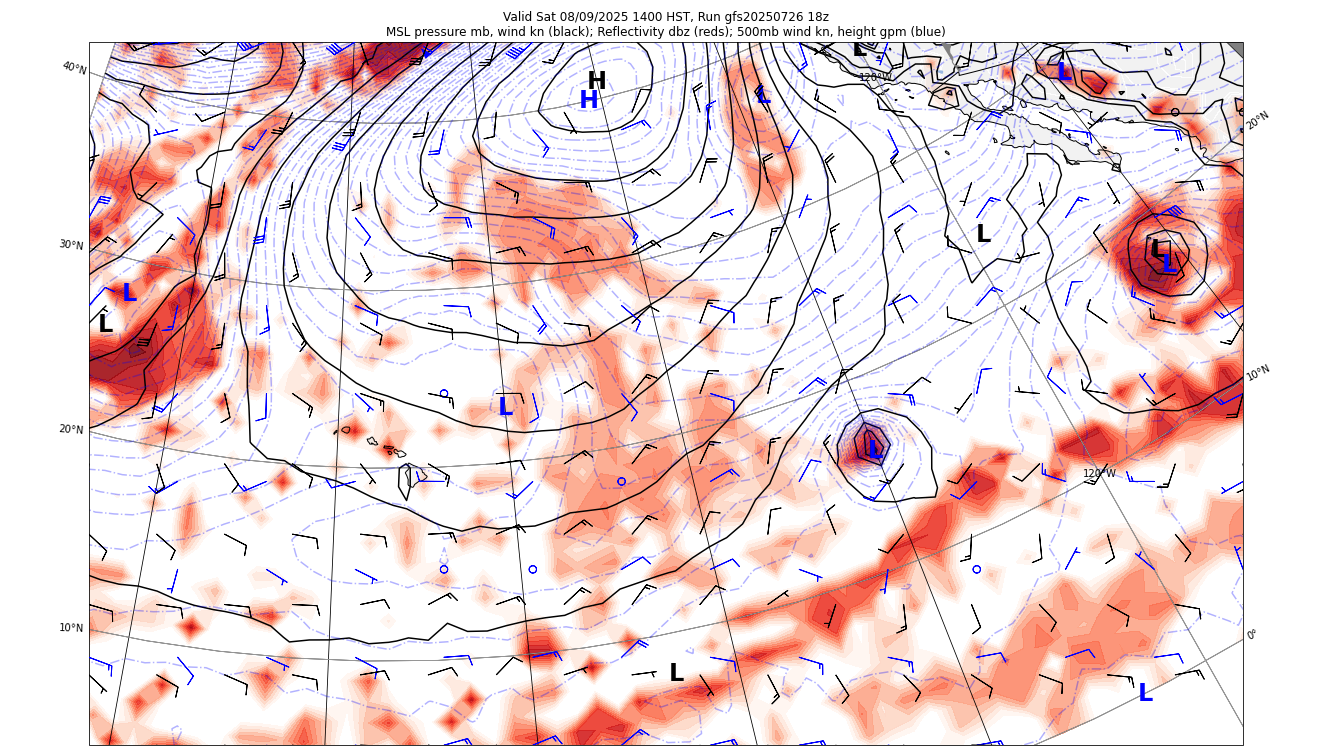 Valid Sat 08/09/2025 1400 HST, Run gfs20250726 18z
MSL pressure mb, wind kn (black); Reflectivity dbz (reds); 500mb wind kn, height gpm (blue)
L
L
40°N
L
120°W
H
H
L
20°N
L
30°N
L
L
L
L
10°N
L
20°N
L
120°W
10°N
0°
L
L